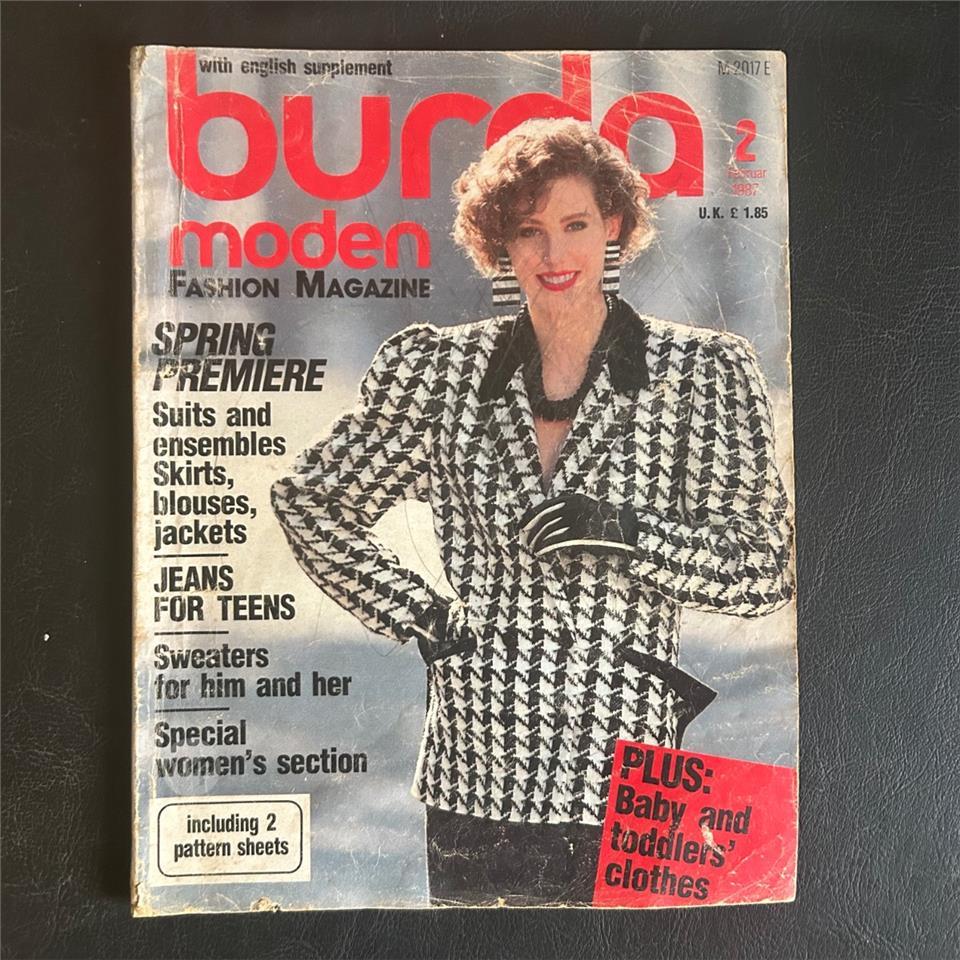 with english supplement
M 2017 E
burda
2
Februar
1987
U.K. £ 1.85
moden
FASHION MAGAZINE
SPRING
PREMIERE
Suits and
ensembles
Skirts,
blouses,
jackets
JEANS
FOR TEENS
Sweaters
for him and her
Special
women's section
including 2
pattern sheets
PLUS:
Baby and
toddlers'
clothes